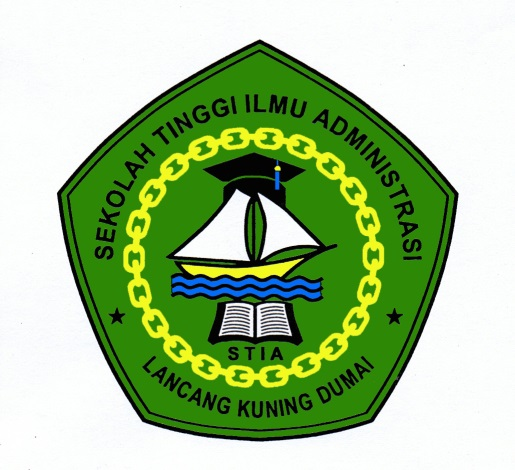 SEKOLAH TINGGI ILMU ADMINISTRASI
STIA
LANCANG KUNING DUMAI